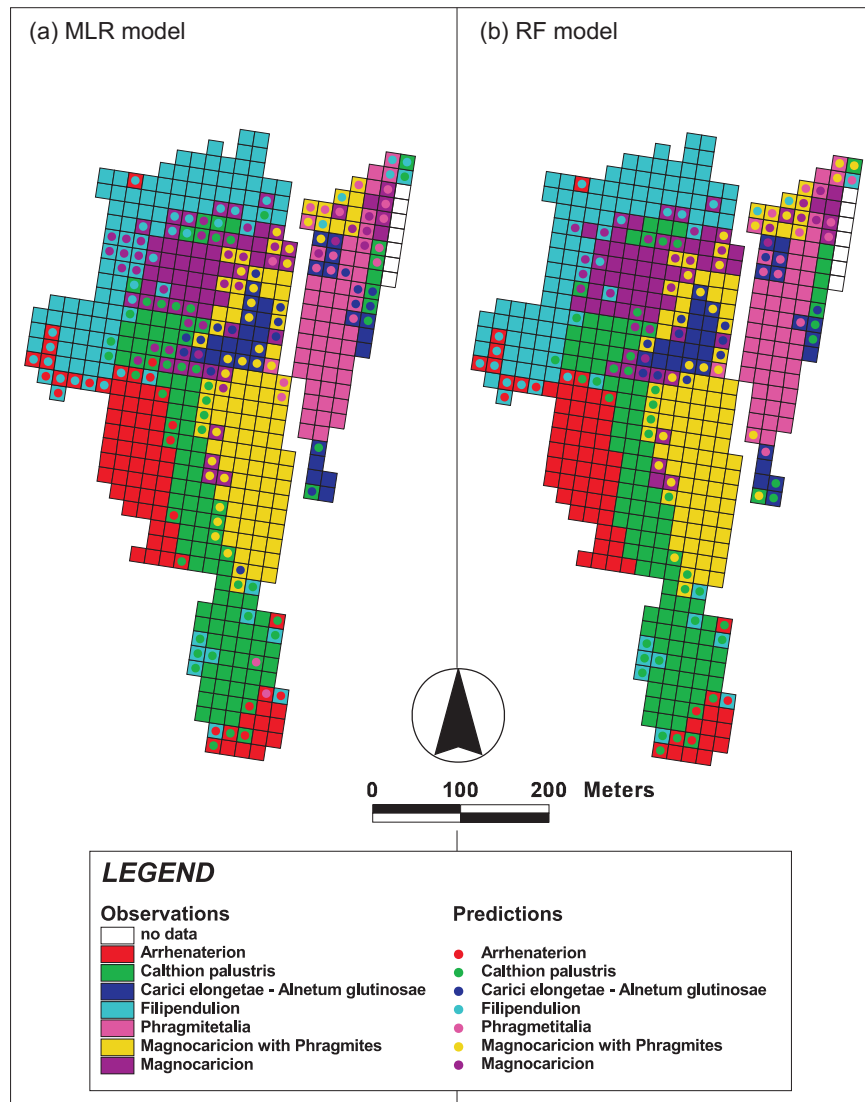 (a) MLR model
(b) RF model
0 100 200 Meters
LEGEND
Observations
no data
Arrhenaterion
Calthion palustris
Carici elongetae - Alnetum glutinosae
Filipendulion
Phragmitetalia
Magnocaricion with Phragmites
Magnocaricion
Predictions
Arrhenaterion
Calthion palustris
Carici elongetae - Alnetum glutinosae
Filipendulion
Phragmetitalia
Magnocaricion with Phragmites
Magnocaricion